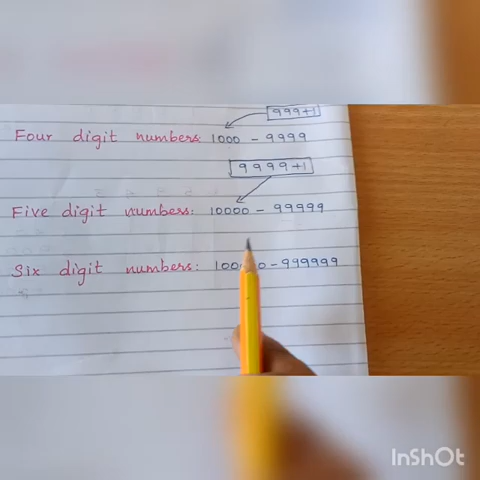 999+1
Four digit numbers: 1000 - 9999
9999+1
Five digit numbers: 10000 - 99999
Six digit numbers: - 999999
InShOt